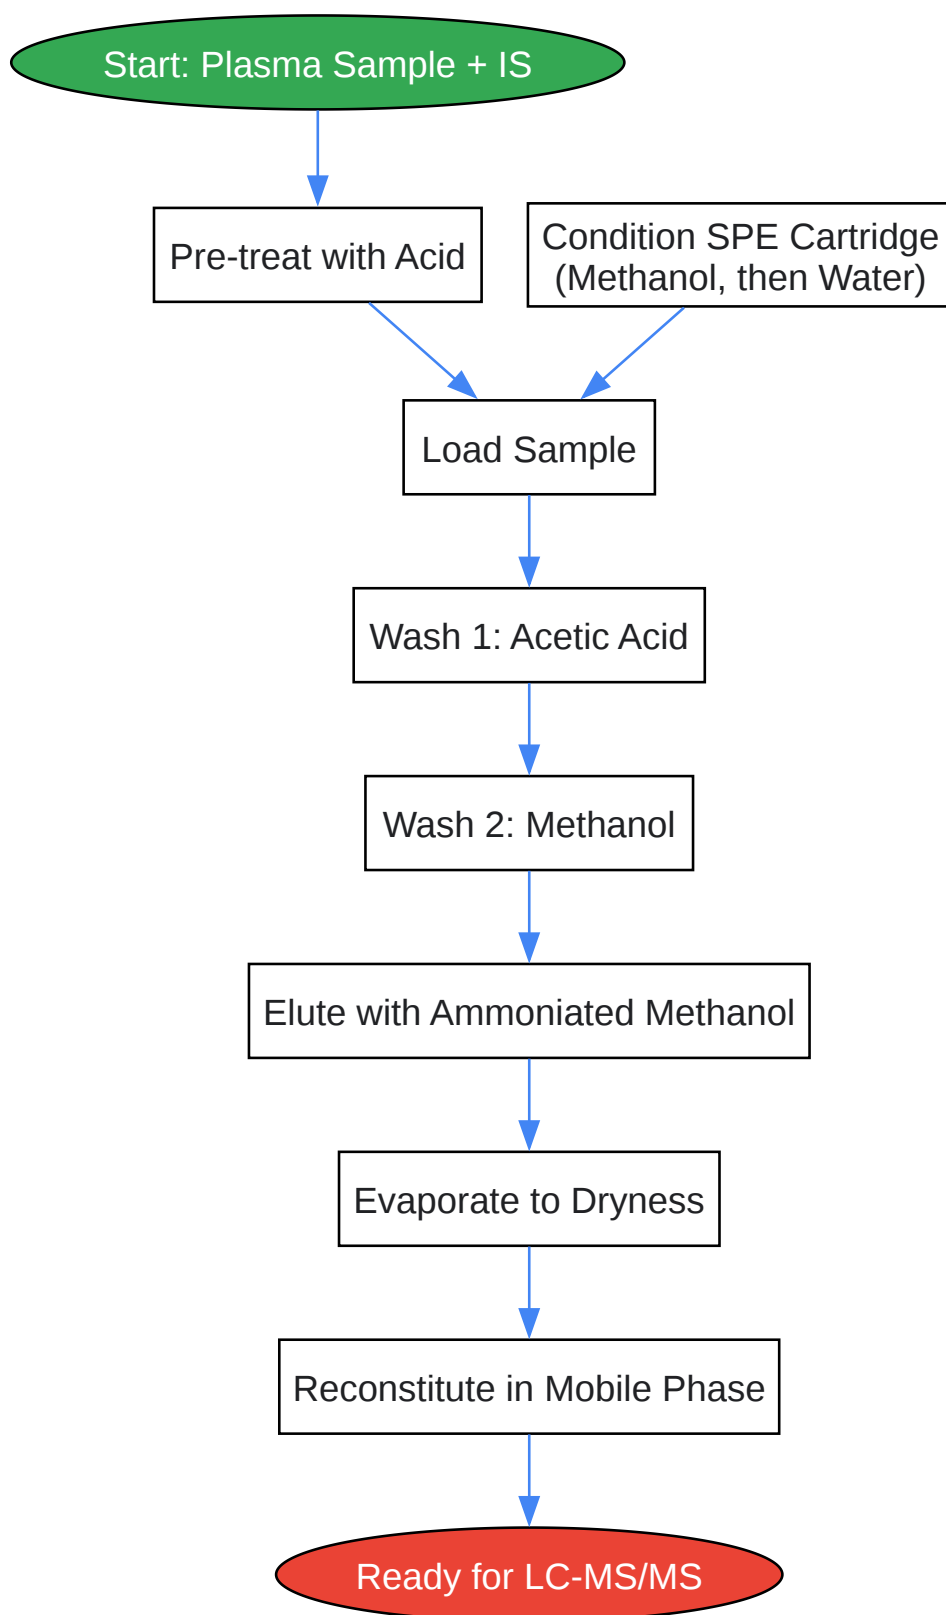 Start: Plasma Sample + IS
Pre-treat with Acid
Condition SPE Cartridge
(Methanol, then Water)
Load Sample
Wash 1: Acetic Acid
Wash 2: Methanol
Elute with Ammoniated Methanol
Evaporate to Dryness
Reconstitute in Mobile Phase
Ready for LC-MS/MS